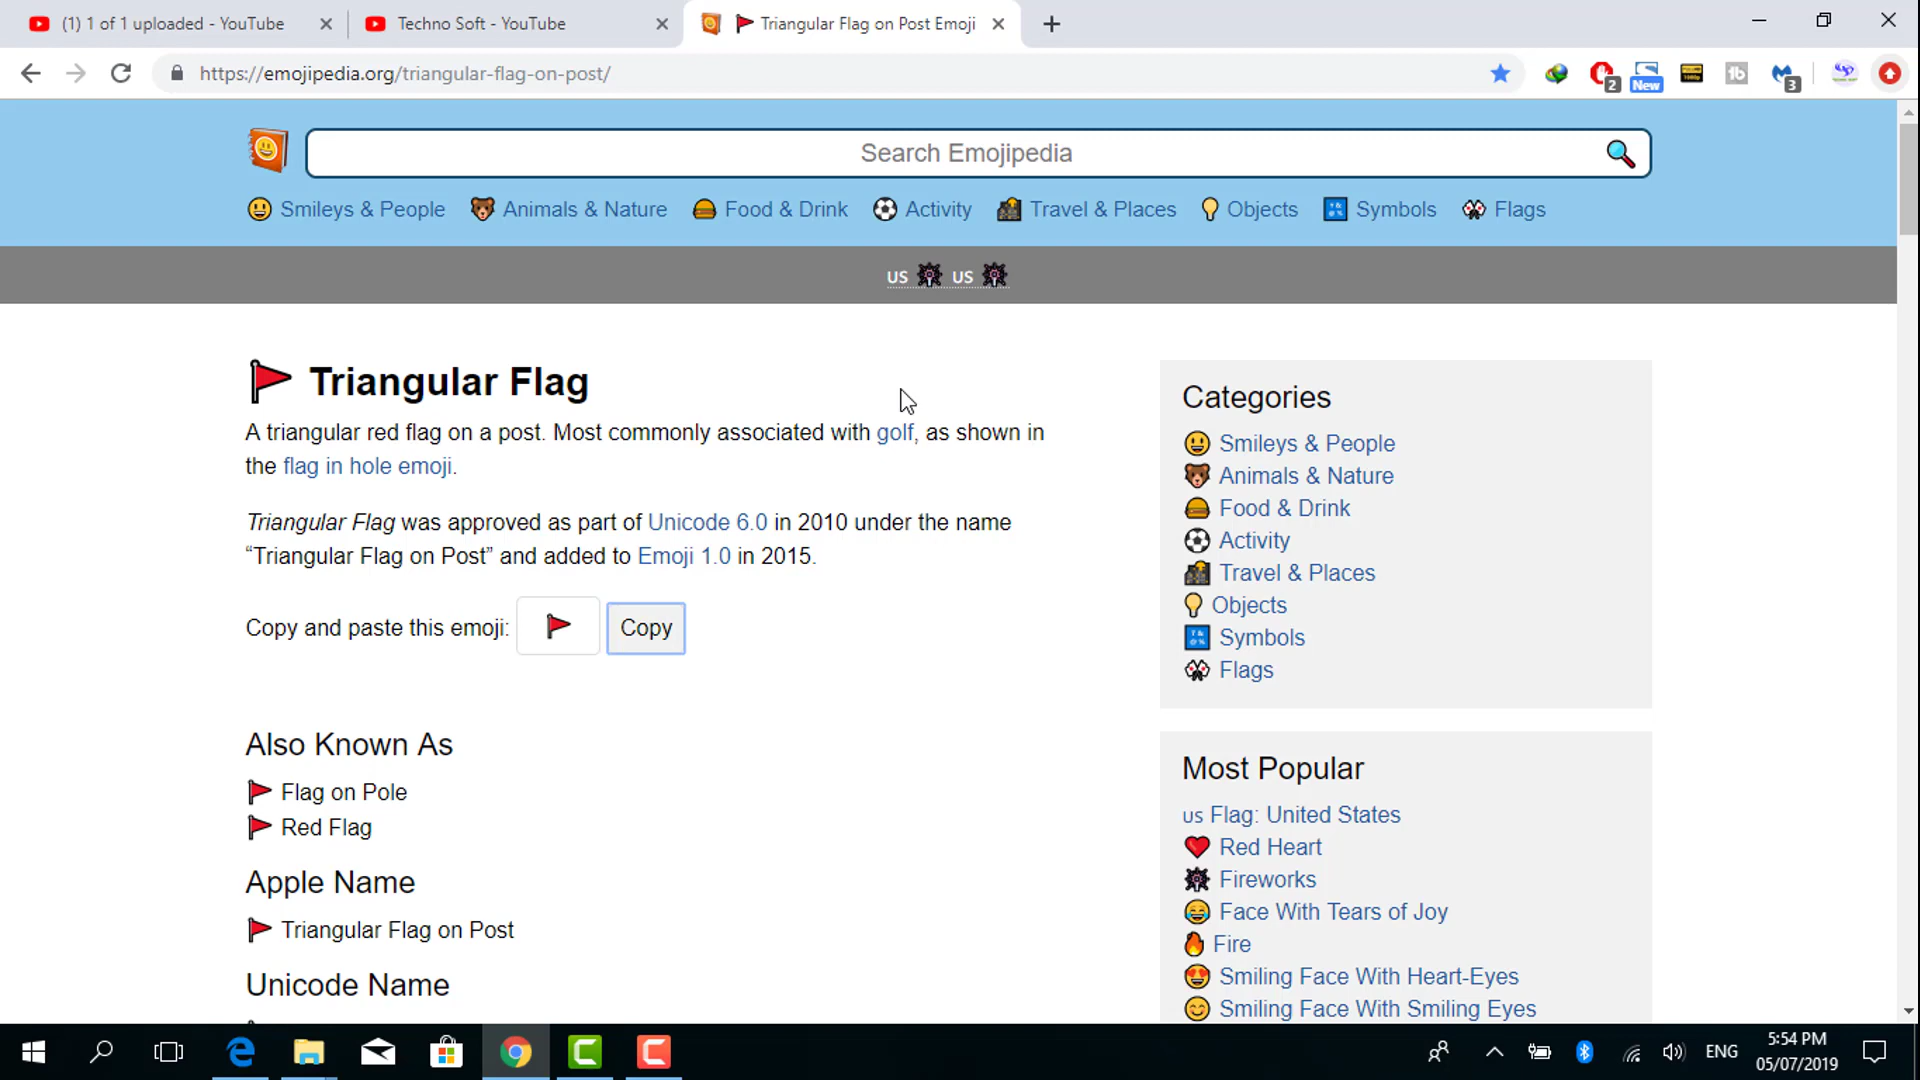 (1) 1 of 1 uploaded - YouTube
Techno Soft - YouTube
Triangular Flag on Post Emoji
https://emojipedia.org/triangular-flag-on-post/
2
New
3
Search Emojipedia
Smileys & People
Animals & Nature
Food & Drink
Activity
Travel & Places
Objects
Symbols
Flags
US US
Triangular Flag
A triangular red flag on a post. Most commonly associated with golf, as shown in
the flag in hole emoji.
Triangular Flag was approved as part of Unicode 6.0 in 2010 under the name
“Triangular Flag on Post” and added to Emoji 1.0 in 2015.
Copy and paste this emoji:
Copy
Also Known As
Flag on Pole
Red Flag
Apple Name
Triangular Flag on Post
Unicode Name
Categories
Smileys & People
Animals & Nature
Food & Drink
Activity
Travel & Places
Objects
Symbols
Flags
Most Popular
US Flag: United States
Red Heart
Fireworks
Face With Tears of Joy
Fire
Smiling Face With Heart-Eyes
Smiling Face With Smiling Eyes
ENG
5:54 PM
05/07/2019